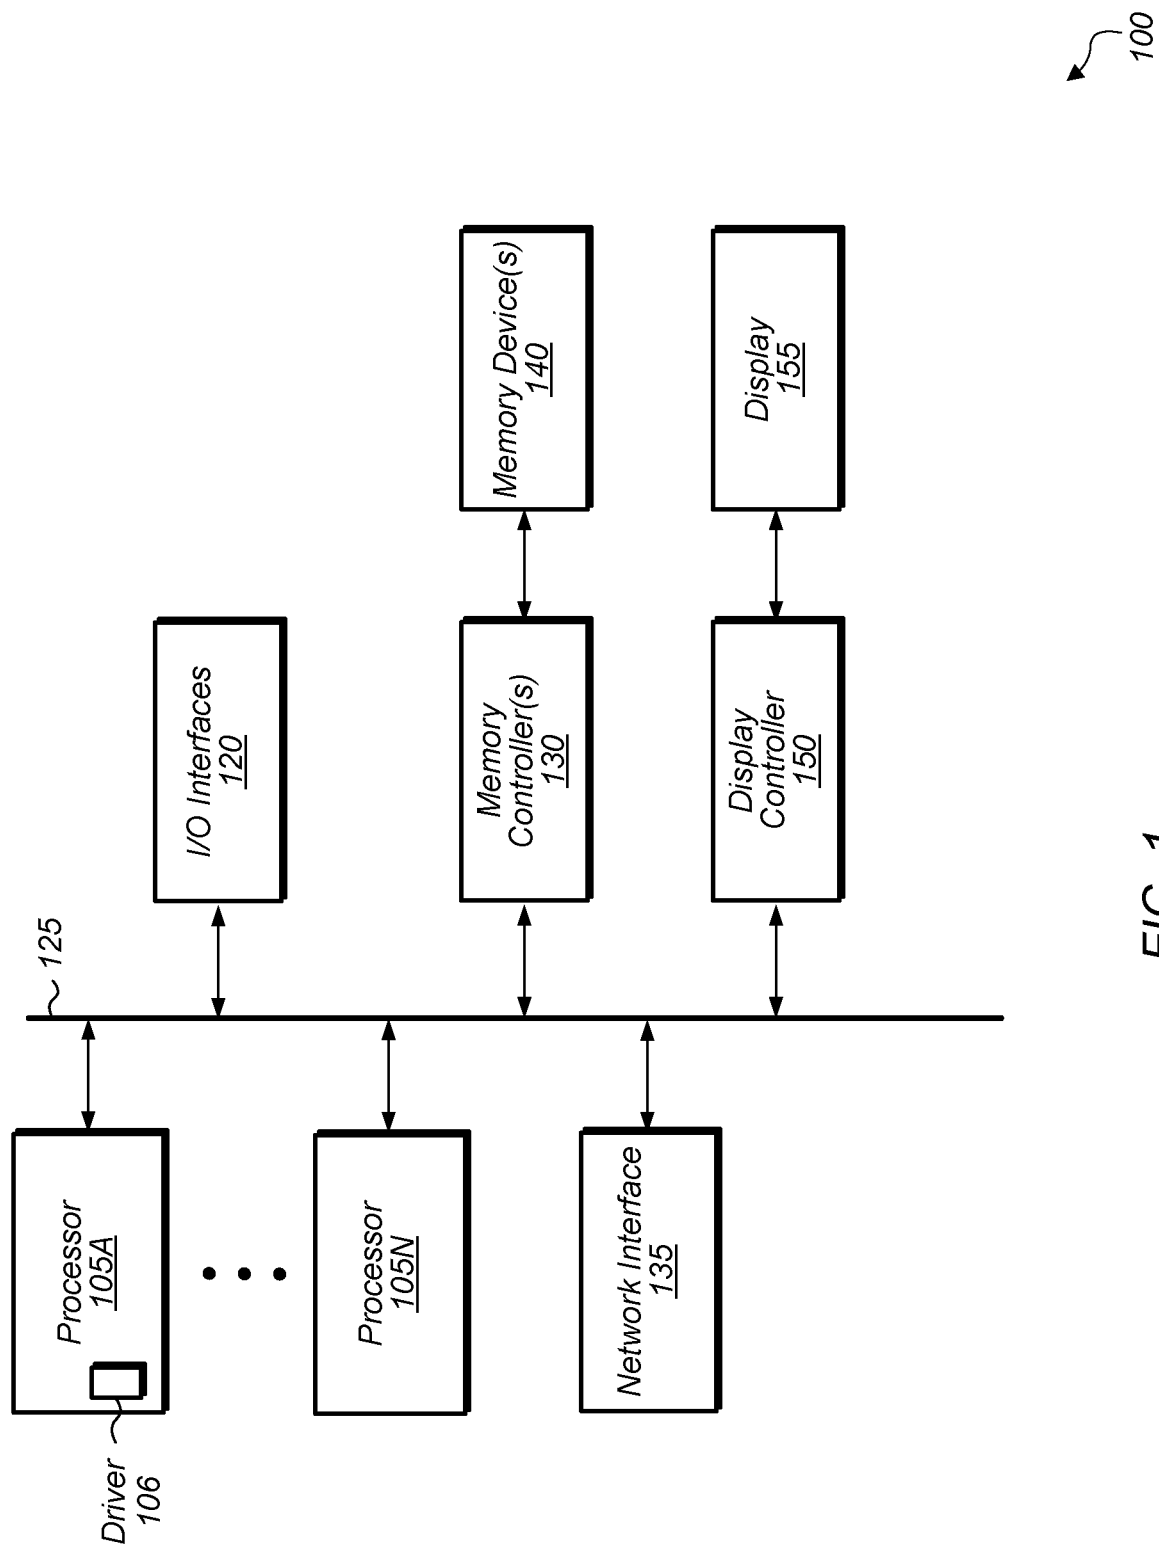 100
Driver
106
Processor
105A
Processor
105N
Network Interface
135
125
I/O Interfaces
120
Memory
Controller(s)
130
Display
Controller
150
Memory Device(s)
140
Display
155
FIG. 1